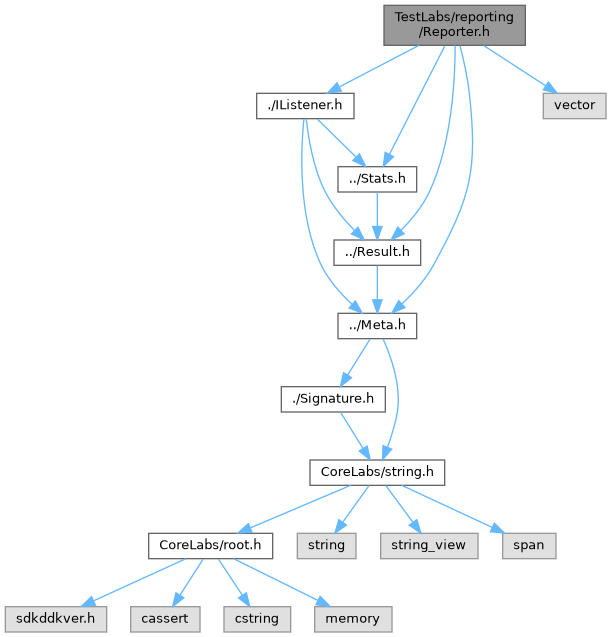 TestLabs/reporting
/Reporter.h
./IListener.h
vector
../Stats.h
../Result.h
../Meta.h
./Signature.h
CoreLabs/string.h
CoreLabs/root.h
string
string_view
span
sdkddkver.h
cassert
cstring
memory